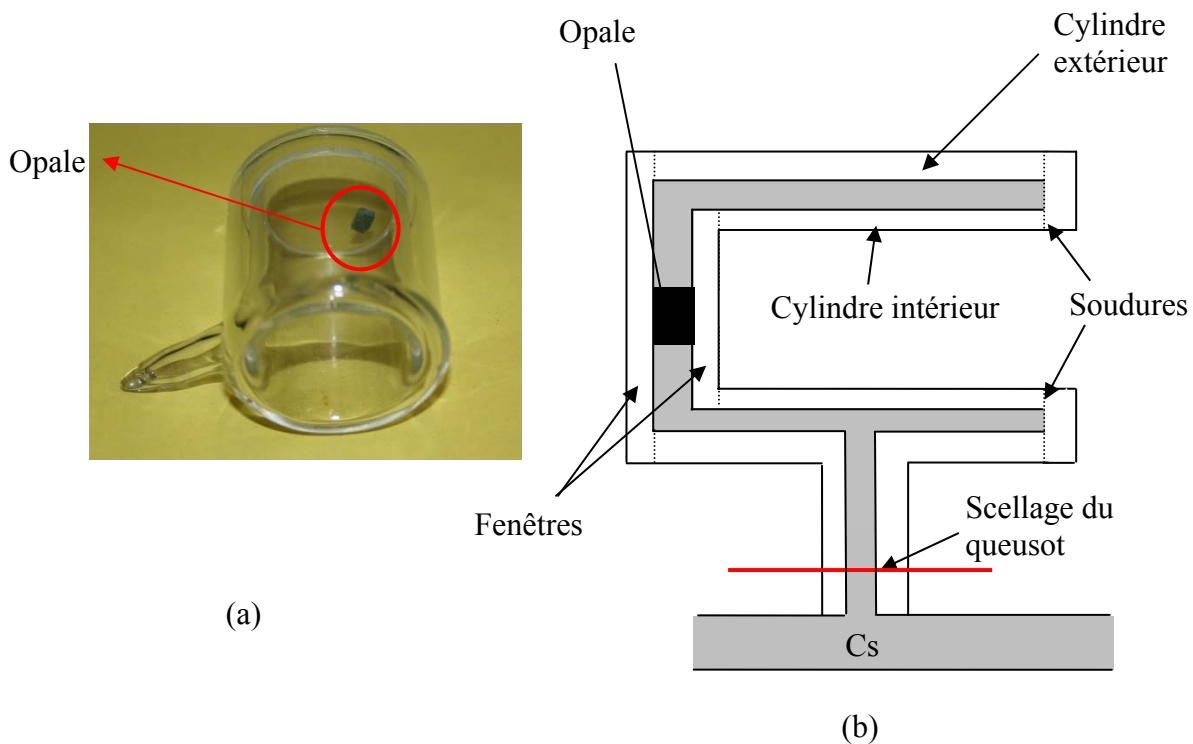 Opale
Cylindre
extérieur
Opale
Cylindre intérieur
Soudures
Fenêtres
Scellage du
queusot
(a)
Cs
(b)